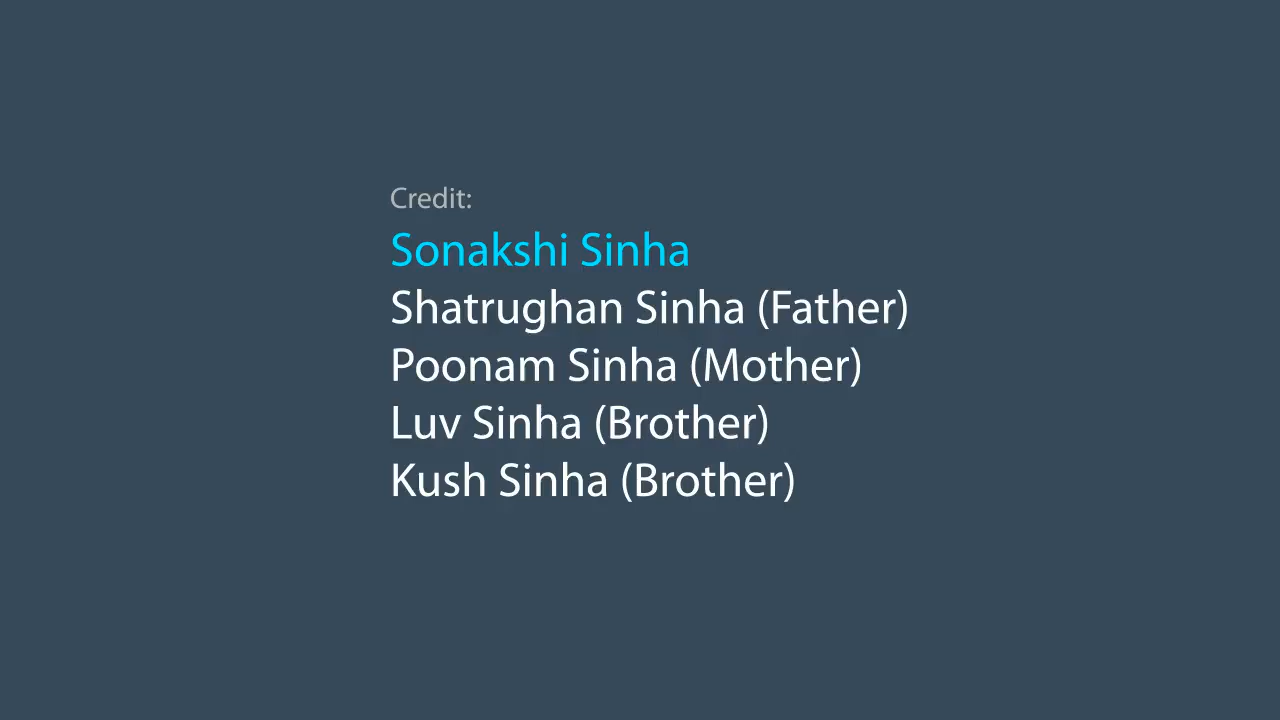 Credit:
Sonakshi Sinha
Shatrughan Sinha (Father)
Poonam Sinha (Mother)
Luv Sinha (Brother)
Kush Sinha (Brother)